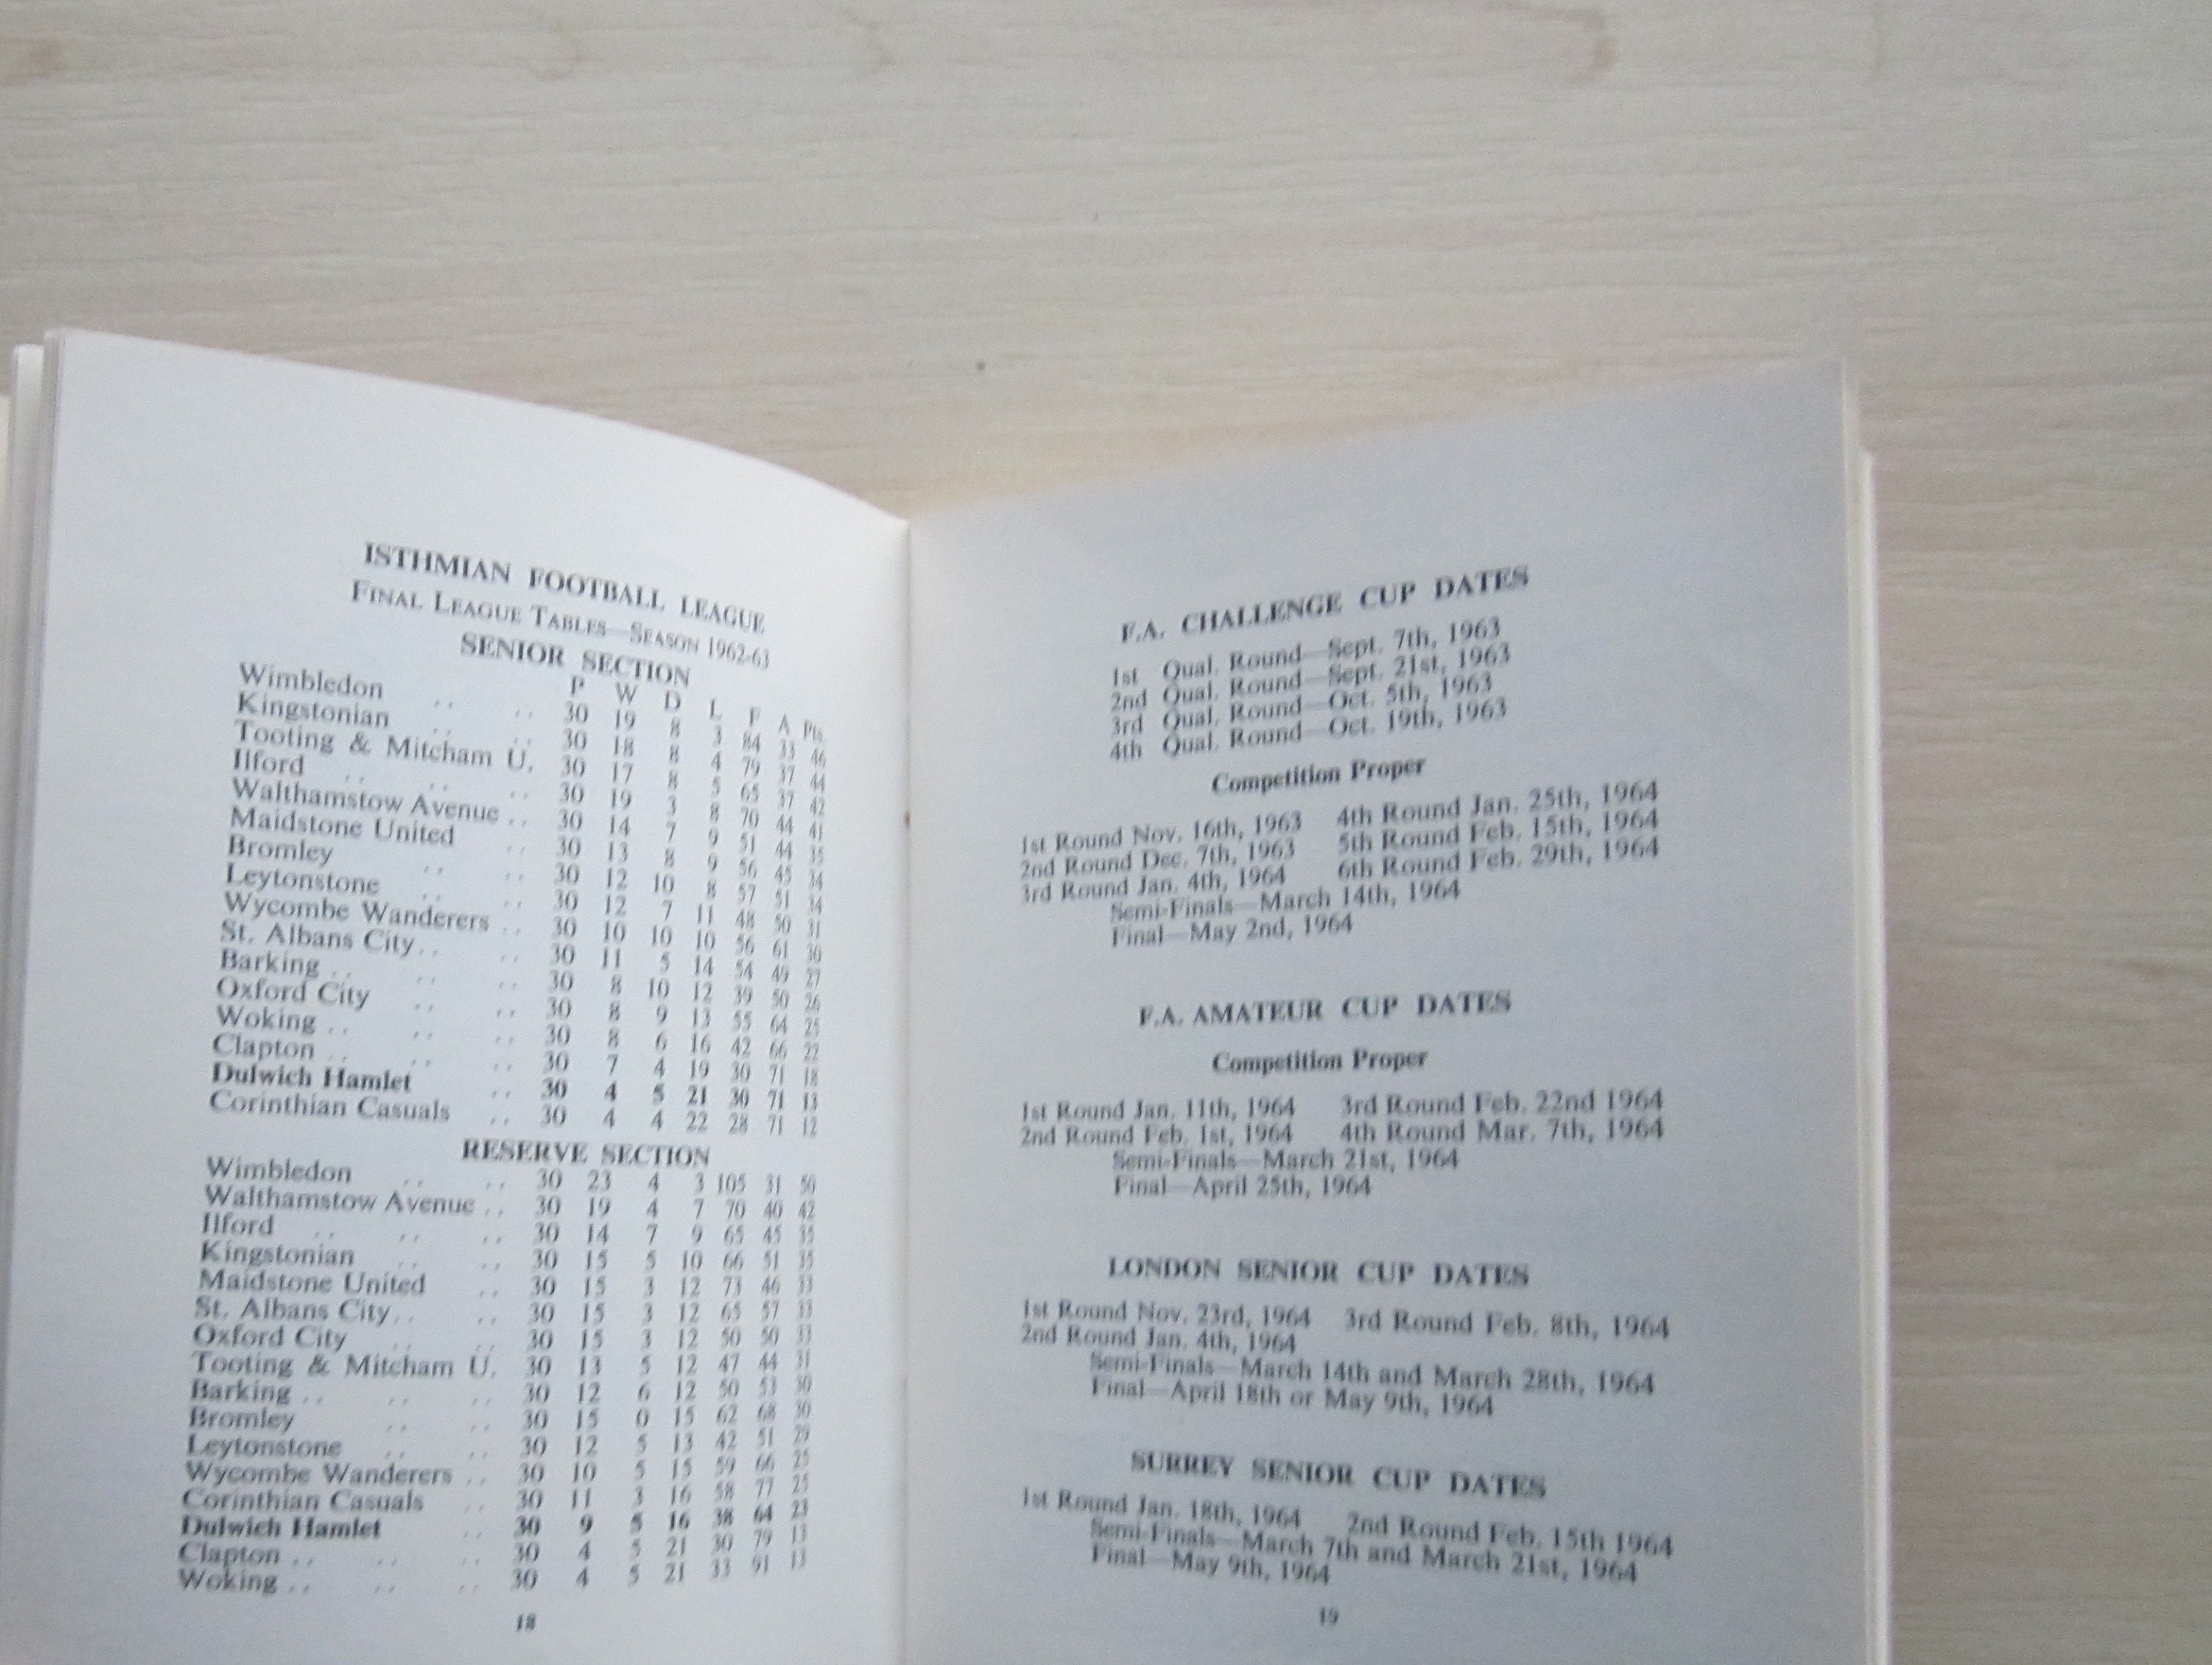 ISTHMIAN FOOTBALL LEAGUE
FINAL LEAGUE TABLES—SEASON 1962-63
SENIOR SECTION
P W D L F A Pts.
Wimbledon .. .. 30 19 8 3 84 33 46
Kingstonian .. .. 30 18 8 4 79 37 44
Tooting & Mitcham U. 30 17 8 5 65 37 42
Ilford .. .. .. 30 19 3 8 70 44 41
Walthamstow Avenue .. 30 14 7 9 51 44 35
Maidstone United .. 30 13 8 9 56 45 34
Bromley .. .. 30 12 10 8 57 51 34
Leytonstone .. .. 30 12 7 11 48 50 31
Wycombe Wanderers .. 30 10 10 10 56 61 30
St. Albans City.. .. 30 11 5 14 54 49 27
Barking .. .. .. 30 8 10 12 39 50 26
Oxford City .. .. 30 8 9 13 55 64 25
Woking .. .. .. 30 8 6 16 42 66 22
Clapton .. .. .. 30 7 4 19 30 71 18
Dulwich Hamlet .. 30 4 5 21 30 71 13
Corinthian Casuals .. 30 4 4 22 28 71 12
RESERVE SECTION
Wimbledon .. .. 30 23 4 3 105 31 50
Walthamstow Avenue .. 30 19 4 7 70 40 42
Ilford .. .. .. 30 14 7 9 65 45 35
Kingstonian .. .. 30 15 5 10 66 51 35
Maidstone United .. 30 15 3 12 73 46 33
St. Albans City.. .. 30 15 3 12 65 57 33
Oxford City .. .. 30 15 3 12 50 50 33
Tooting & Mitcham U. 30 13 5 12 47 44 31
Barking .. .. .. 30 12 6 12 50 53 30
Bromley .. .. 30 15 0 15 62 68 30
Leytonstone .. .. 30 12 5 13 42 51 29
Wycombe Wanderers .. 30 10 5 15 59 66 25
Corinthian Casuals .. 30 11 3 16 58 77 25
Dulwich Hamlet .. 30 9 5 16 38 64 23
Clapton .. .. .. 30 4 5 21 30 79 13
Woking .. .. .. 30 4 5 21 33 91 13
18
F.A. CHALLENGE CUP DATES
1st Qual. Round—Sept. 7th, 1963
2nd Qual. Round—Sept. 21st, 1963
3rd Qual. Round—Oct. 5th, 1963
4th Qual. Round—Oct. 19th, 1963
Competition Proper
1st Round Nov. 16th, 1963 4th Round Jan. 25th, 1964
2nd Round Dec. 7th, 1963 5th Round Feb. 15th, 1964
3rd Round Jan. 4th, 1964 6th Round Feb. 29th, 1964
Semi-Finals—March 14th, 1964
Final—May 2nd, 1964
F.A. AMATEUR CUP DATES
Competition Proper
1st Round Jan. 11th, 1964 3rd Round Feb. 22nd 1964
2nd Round Feb. 1st, 1964 4th Round Mar. 7th, 1964
Semi-Finals—March 21st, 1964
Final—April 25th, 1964
LONDON SENIOR CUP DATES
1st Round Nov. 23rd, 1964 3rd Round Feb. 8th, 1964
2nd Round Jan. 4th, 1964
Semi-Finals—March 14th and March 28th, 1964
Final—April 18th or May 9th, 1964
SURREY SENIOR CUP DATES
1st Round Jan. 18th, 1964 2nd Round Feb. 15th 1964
Semi-Finals—March 7th and March 21st, 1964
Final—May 9th, 1964
19